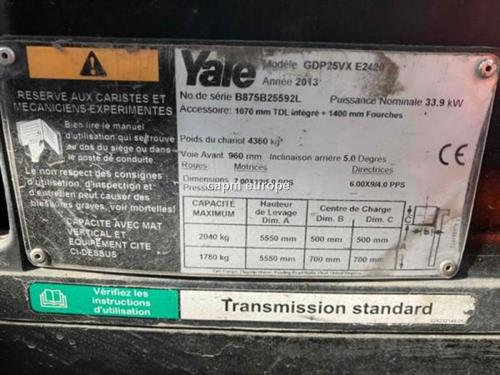 Yale
Modèle GDP25VX E2420
Année 2013
No. de série B875B25592L Puissance Nominale 33.9 kW
Accessoire: 1070 mm TDL intégré + 1400 mm Fourches
Poids du chariot 4360 kg
Voie Avant 960 mm Inclinaison arrière 5.0 Degrés
Roues Motrices Directrices
Dimensions 6.00X9/4.0 PPS
Pression
capm europe
CAPACITÉ MAXIMUM Hauteur de Levage Dim. A Centre de Charge Dim. B Dim. C
2040 kg 5550 mm 500 mm 500 mm
1780 kg 5550 mm 700 mm 700 mm
RESERVE AUX CARISTES ET
MECANICIENS EXPERIMENTES
Bien lire le manuel
d'utilisation qui se trouve
au dos du siège ou dans
le poste de conduite
Le non respect des consignes
d'utilisation, d'inspection et
d'entretien peut causer des
blessures graves, voir mortelles!
CAPACITE AVEC MAT
VERTICAL ET
EQUIPEMENT CITE
CI-DESSUS
Vérifiez les
instructions
d'utilisation
Transmission standard